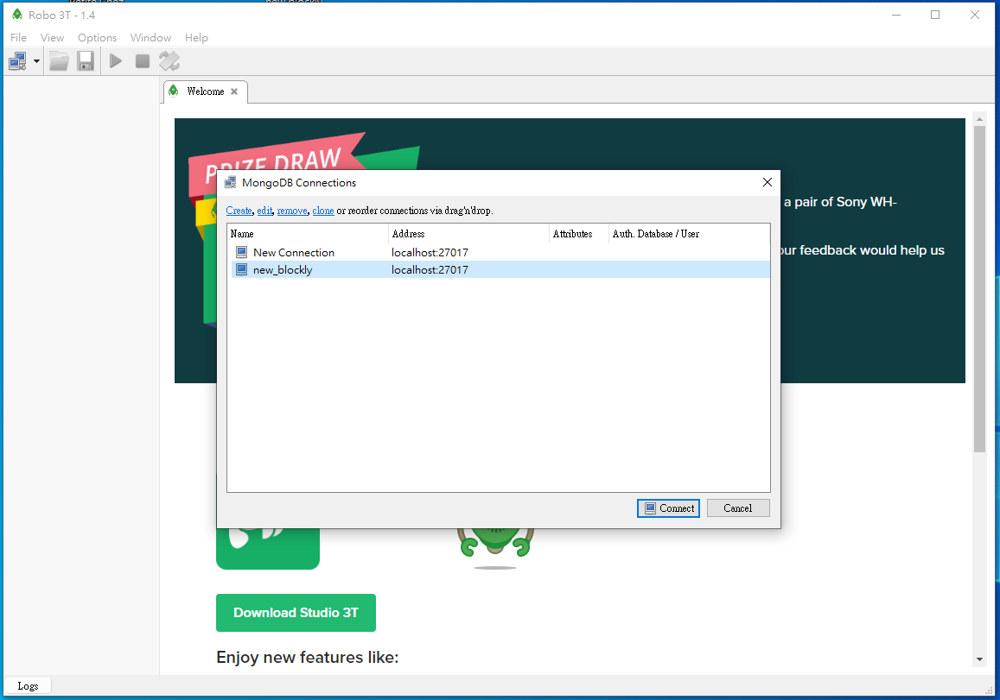 Robo 3T - 1.4
File View Options Window Help
Welcome
PRIZE DRAW
a pair of Sony WH-
our feedback would help us
MongoDB Connections
Create, edit, remove, clone or reorder connections via drag'n'drop.
Name Address Attributes Auth. Database / User
New Connection localhost:27017
new_blockly localhost:27017
Connect Cancel
Download Studio 3T
Enjoy new features like:
Logs